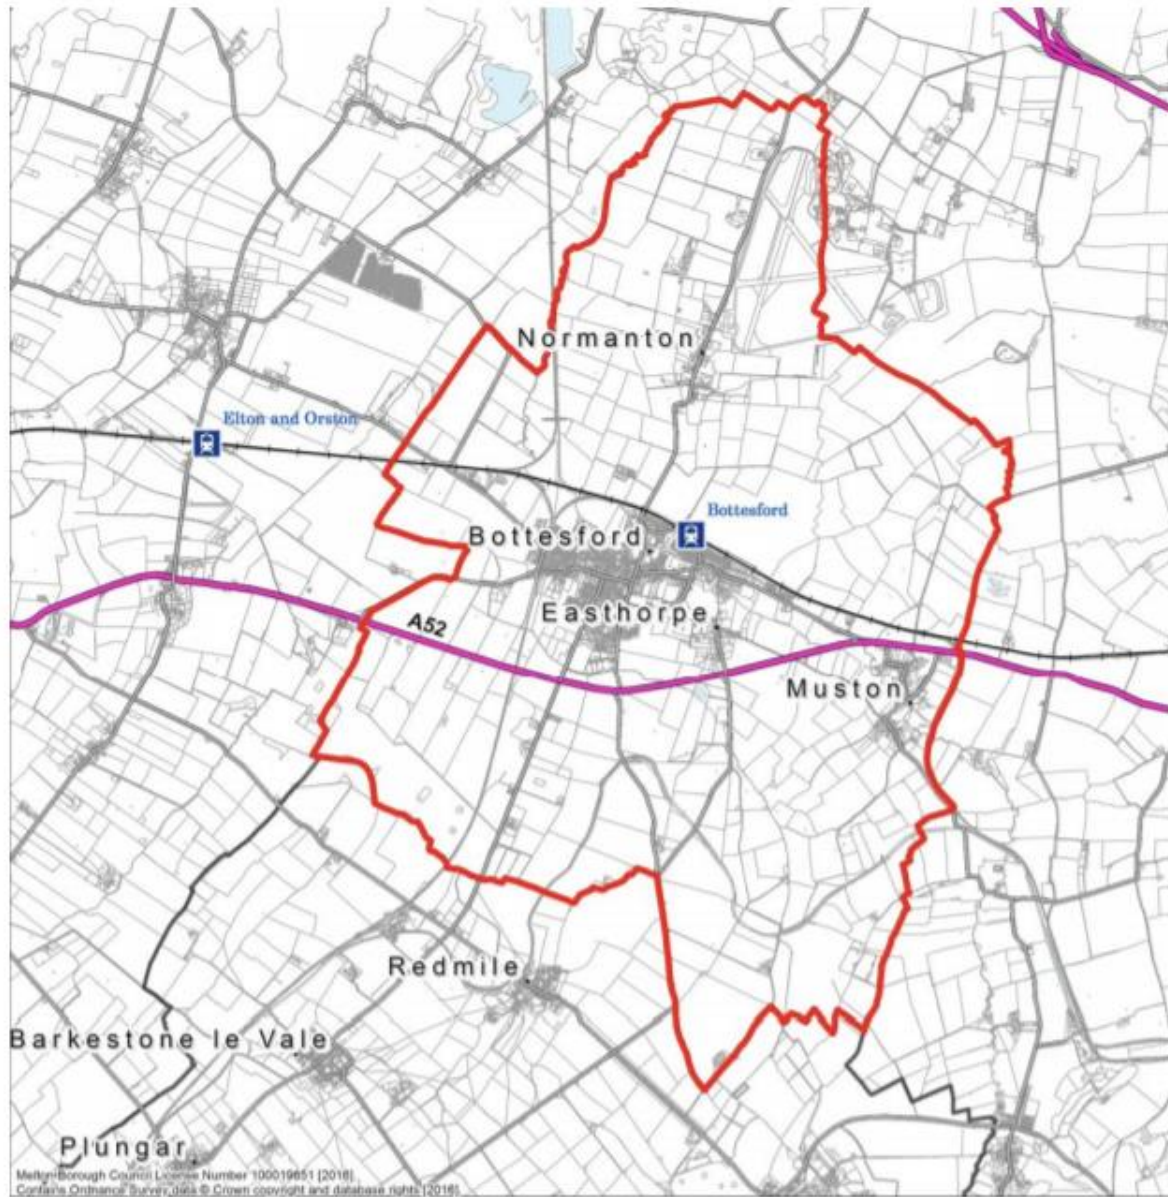 Normanton
Elton and Orston
Bottesford
Bottesford
Easthorpe
A52
Muston
Redmile
Barkestone le Vale
Plungar
Melton Borough Council License Number 100019651 [2016]
Contains Ordnance Survey data © Crown copyright and database rights [2016]